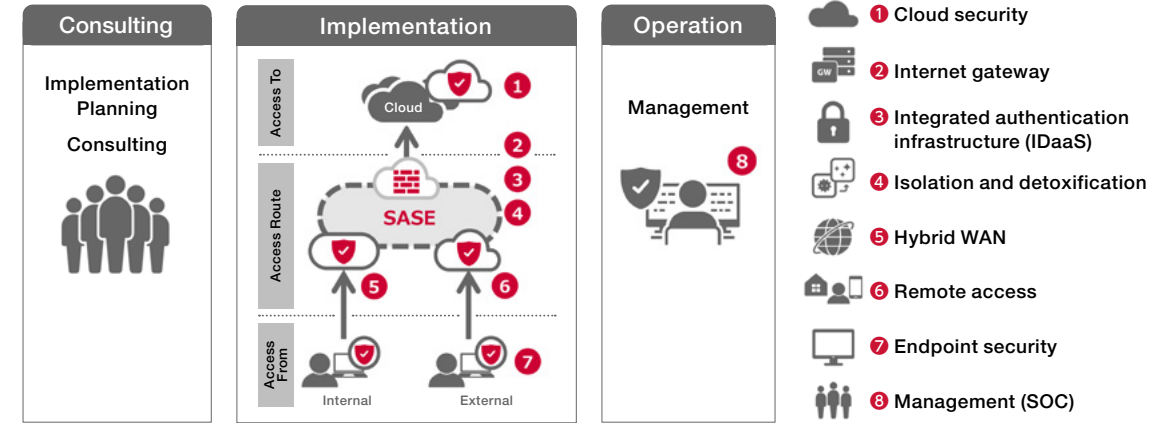 Consulting
Implementation
Planning
Consulting
Implementation
Access To
Cloud
1
2
Access Route
3
SASE
4
5
6
Access
From
7
Internal
External
Operation
Management
8
1 Cloud security
GW
2 Internet gateway
3 Integrated authentication
infrastructure (IDaaS)
4 Isolation and detoxification
5 Hybrid WAN
6 Remote access
7 Endpoint security
8 Management (SOC)